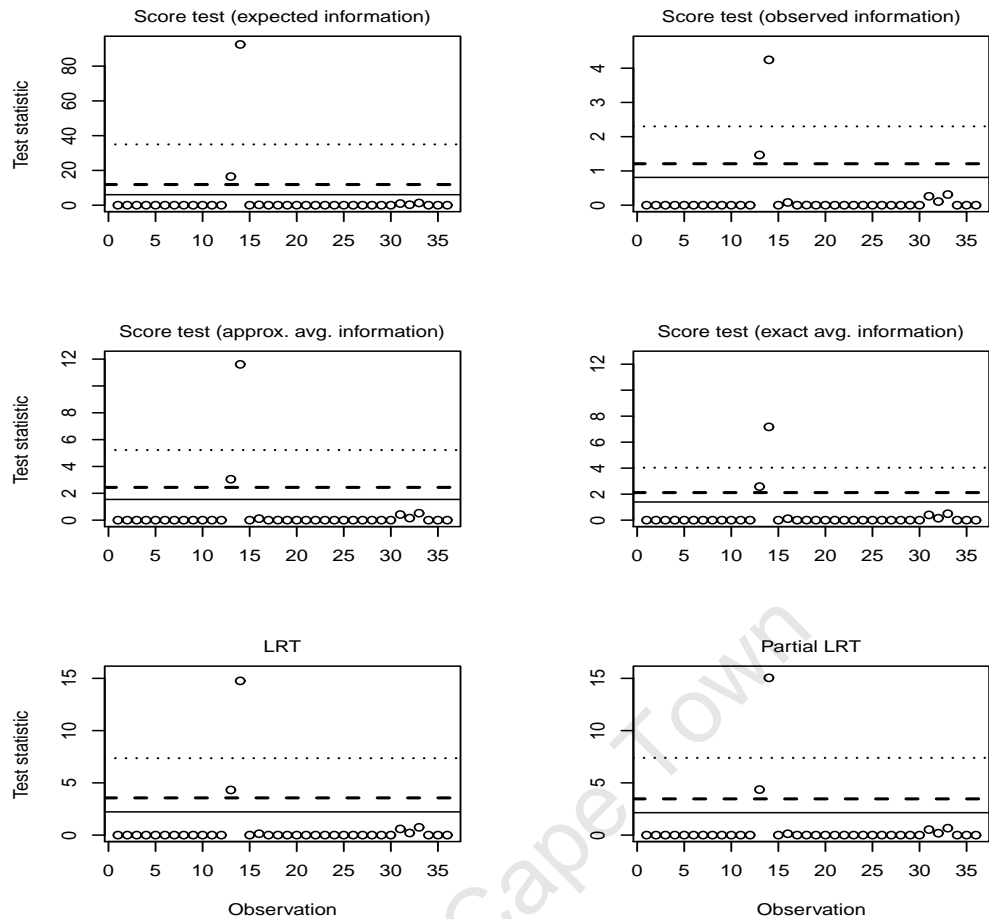 Score test (expected information)
Score test (observed information)
Test statistic
0 20 40 60 80
0 1 2 3 4
0 5 10 15 20 25 30 35
0 5 10 15 20 25 30 35
Score test (approx. avg. information)
Score test (exact avg. information)
Test statistic
0 2 4 6 8 12
0 2 4 6 8 12
0 5 10 15 20 25 30 35
0 5 10 15 20 25 30 35
LRT
Partial LRT
Test statistic
0 5 10 15
0 5 10 15
0 5 10 15 20 25 30 35
0 5 10 15 20 25 30 35
Observation
Observation
Cape Town